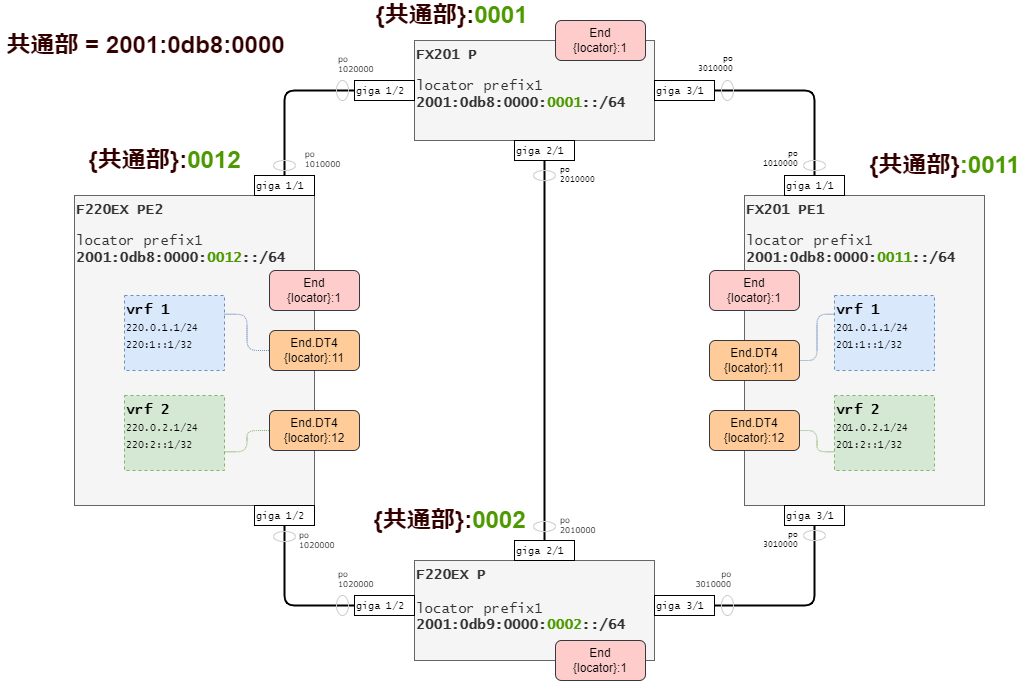 {共通部}:0001
共通部 = 2001:0db8:0000
End
{locator}:1
FX201 P
locator prefix1
2001:0db8:0000:0001::/64
po
1020000
giga 1/2
po
3010000
giga 3/1
giga 2/1
po
2010000
{共通部}:0012
po
1010000
giga 1/1
F220EX PE2
locator prefix1
2001:0db8:0000:0012::/64
End
{locator}:1
vrf 1
220.0.1.1/24
220:1::1/32
End.DT4
{locator}:11
vrf 2
220.0.2.1/24
220:2::1/32
End.DT4
{locator}:12
giga 1/2
po
1020000
{共通部}:0011
po
1010000
giga 1/1
FX201 PE1
locator prefix1
2001:0db8:0000:0011::/64
End
{locator}:1
vrf 1
201.0.1.1/24
201:1::1/32
End.DT4
{locator}:11
vrf 2
201.0.2.1/24
201:2::1/32
End.DT4
{locator}:12
giga 3/1
po
3010000
{共通部}:0002
po
2010000
giga 2/1
F220EX P
locator prefix1
2001:0db9:0000:0002::/64
po
1020000
giga 1/2
po
3010000
giga 3/1
End
{locator}:1